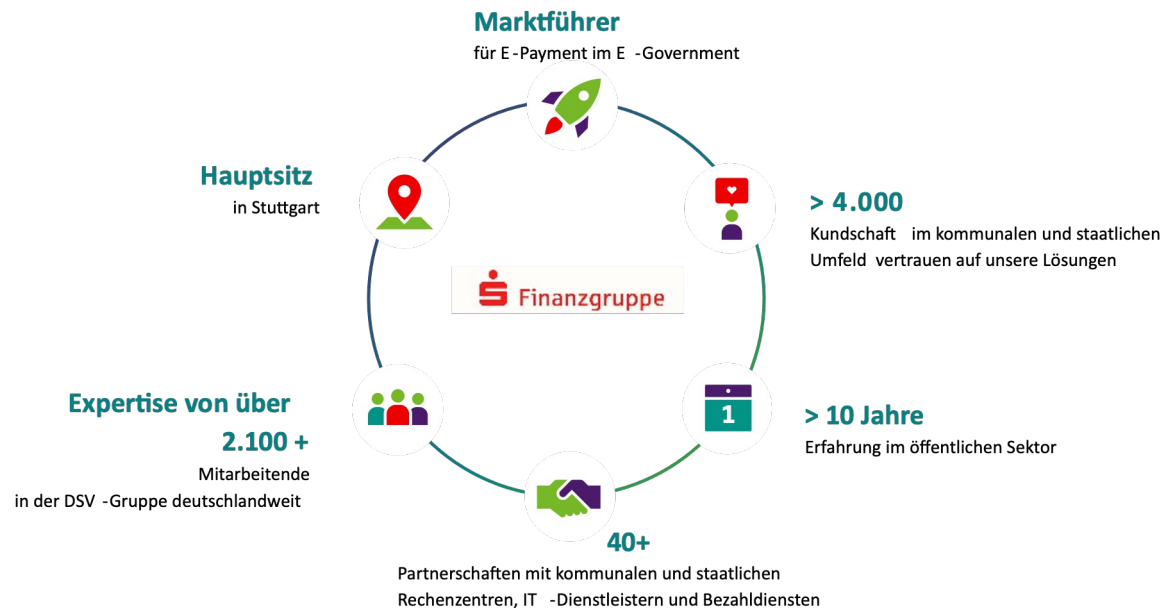 Marktführer
für E-Payment im E-Government
Hauptsitz
in Stuttgart
> 4.000
Kundschaft im kommunalen und staatlichen
Umfeld vertrauen auf unsere Lösungen
Finanzgruppe
Expertise von über
2.100 +
Mitarbeitende
in der DSV-Gruppe deutschlandweit
1
> 10 Jahre
Erfahrung im öffentlichen Sektor
40+
Partnerschaften mit kommunalen und staatlichen
Rechenzentren, IT-Dienstleistern und Bezahldiensten